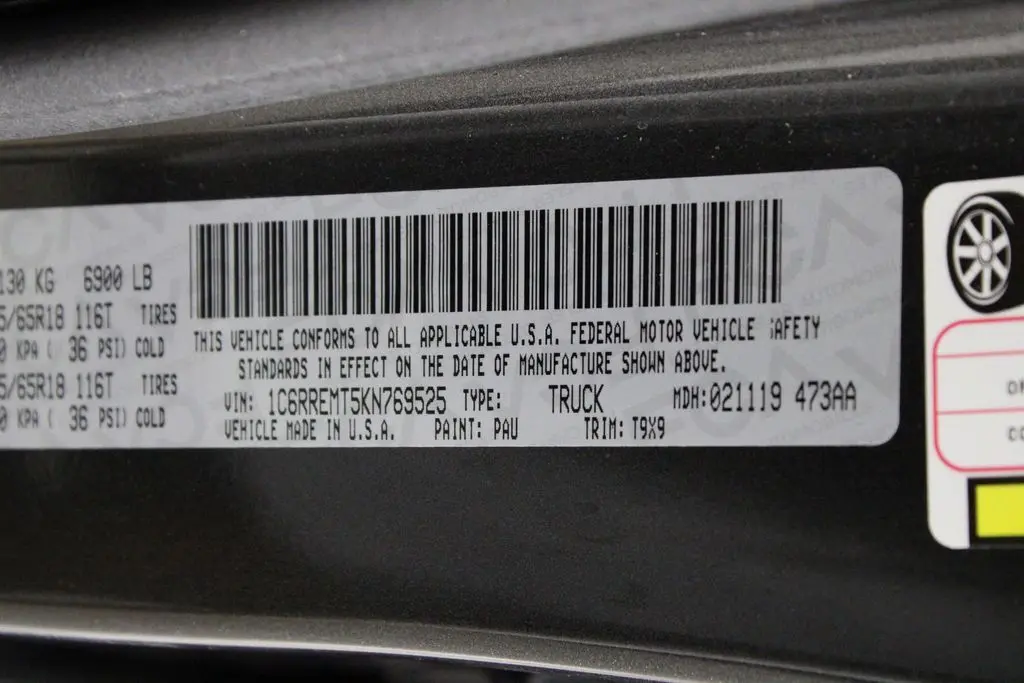 130 KG 6900 LB
5/65R18 116T TIRES
0 KPA ( 36 PSI) COLD
5/65R18 116T TIRES
0 KPA ( 36 PSI) COLD
THIS VEHICLE CONFORMS TO ALL APPLICABLE U.S.A. FEDERAL MOTOR VEHICLE AFETY
STANDARDS IN EFFECT ON THE DATE OF MANUFACTURE SHOWN ABOVE.
VIN: 1C6RREMT5KN769525 TYPE: TRUCK MDH:021119 473AA
VEHICLE MADE IN U.S.A. PAINT: PAU TRIM: T9X9